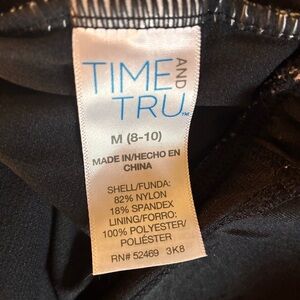 TIME AND
TRU™
M (8-10)
MADE IN/HECHO EN
CHINA
SHELL/FUNDA:
82% NYLON
18% SPANDEX
LINING/FORRO:
100% POLYESTER/
POLIÉSTER
RN# 52469 3K8